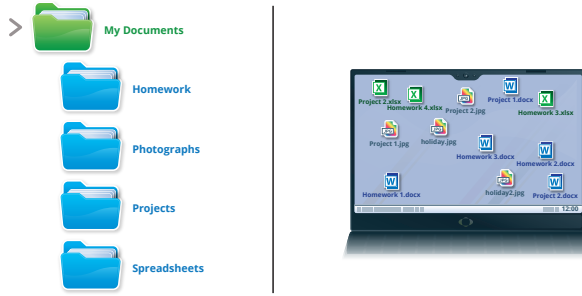 My Documents
Homework
Photographs
Projects
Spreadsheets
Project 2.xlsx
Homework 4.xlsx
Project 2.jpg
Project 1.docx
Homework 3.xlsx
Project 1.jpg
holiday.jpg
Homework 3.docx
Homework 2.docx
Homework 1.docx
holiday2.jpg
Project 2.docx
12:00